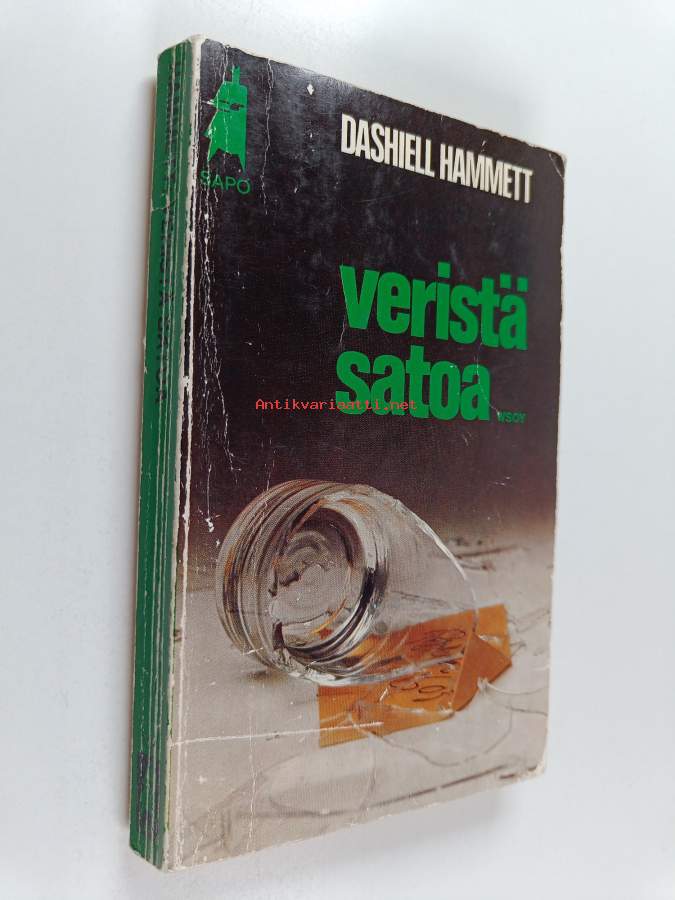 SAPO
DASHIELL HAMMETT
veristä
satoa
WSOY
Antikvariaatti.net